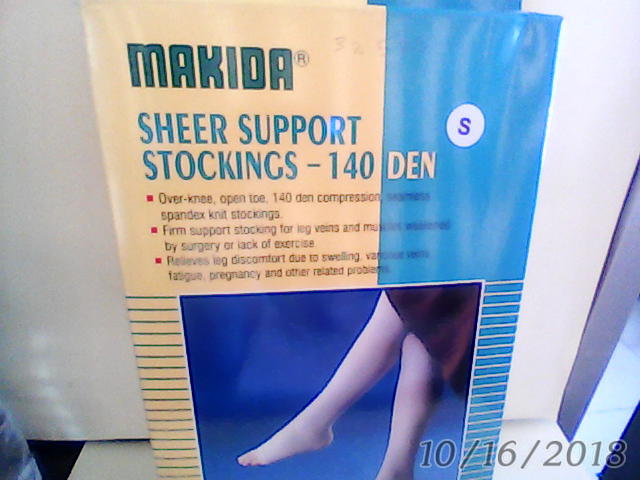 MAKIDA®
325
S
SHEER SUPPORT
STOCKINGS - 140 DEN
Over-knee, open toe, 140 den compression, seamless
spandex knit stockings.
Firm support stocking for leg veins and muscles weakened
by surgery or lack of exercise.
Relieves leg discomfort due to swelling, varicose veins
fatigue, pregnancy and other related problems
10/16/2018